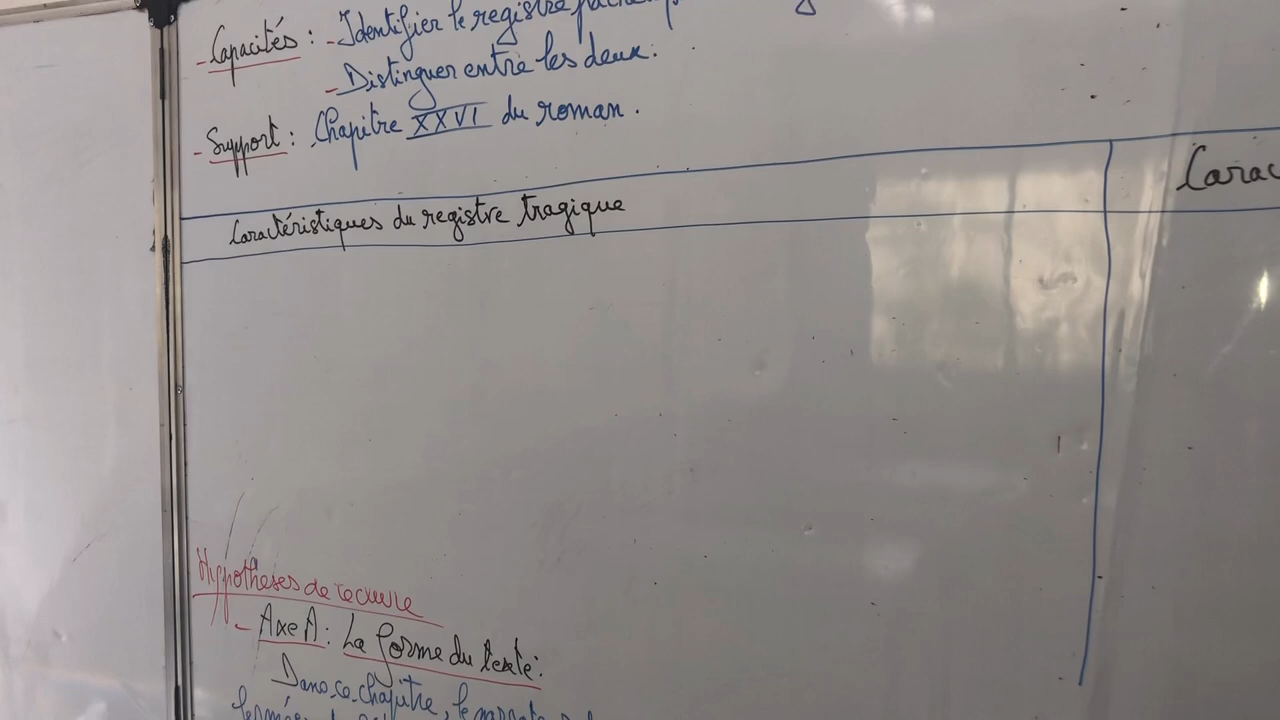 - Capacités : - Identifier le registre
- Distinguer entre les deux.
- Support : Chapitre XXVI du roman.
Caractéristiques du registre tragique
Carac
Hypothèses de lecture
- Axe A : La forme du texte :
Dans ce chapitre, le